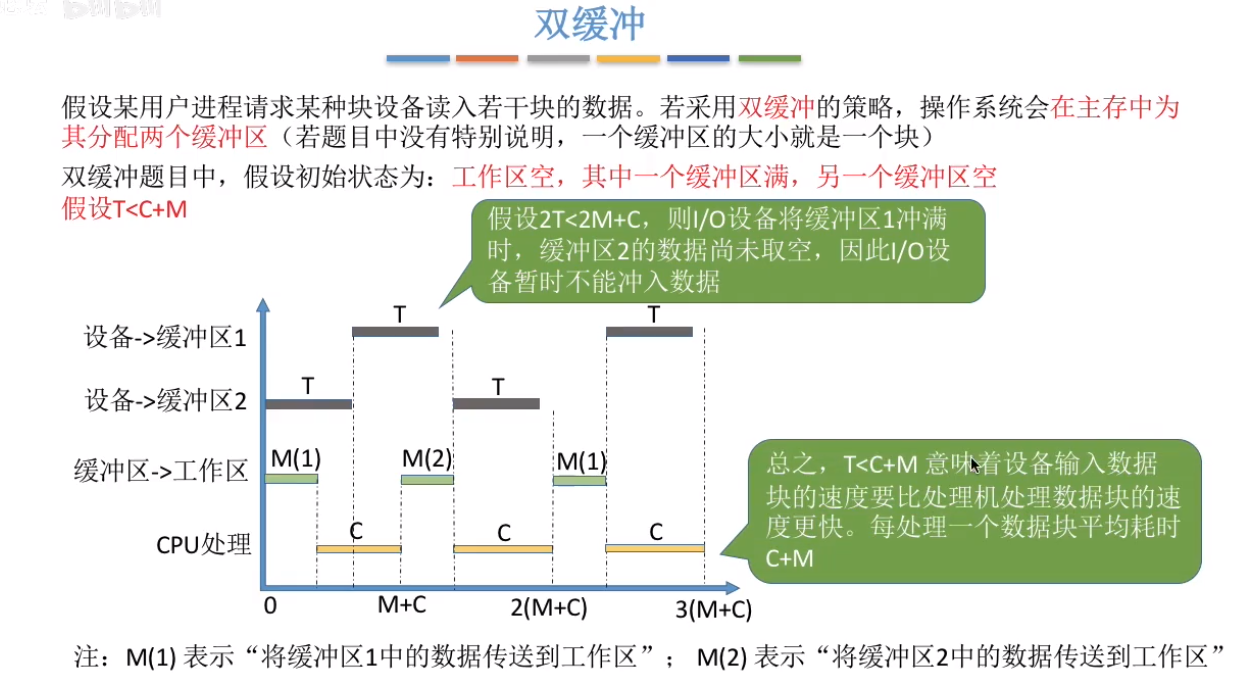 双缓冲
假设某用户进程请求某种块设备读入若干块的数据。若采用双缓冲的策略，操作系统会在主存中为
其分配两个缓冲区（若题目中没有特别说明，一个缓冲区的大小就是一个块）
双缓冲题目中，假设初始状态为：工作区空，其中一个缓冲区满，另一个缓冲区空
假设T<C+M
假设2T<2M+C，则I/O设备将缓冲区1冲满
时，缓冲区2的数据尚未取空，因此I/O设
备暂时不能冲入数据
设备->缓冲区1
T
T
设备->缓冲区2
T
T
缓冲区->工作区
M(1)
M(2)
M(1)
CPU处理
C
C
C
总之，T<C+M 意味着设备输入数据
块的速度要比处理机处理数据块的速
度更快。每处理一个数据块平均耗时
C+M
0
M+C
2(M+C)
3(M+C)
注：M(1) 表示“将缓冲区1中的数据传送到工作区”； M(2) 表示“将缓冲区2中的数据传送到工作区”